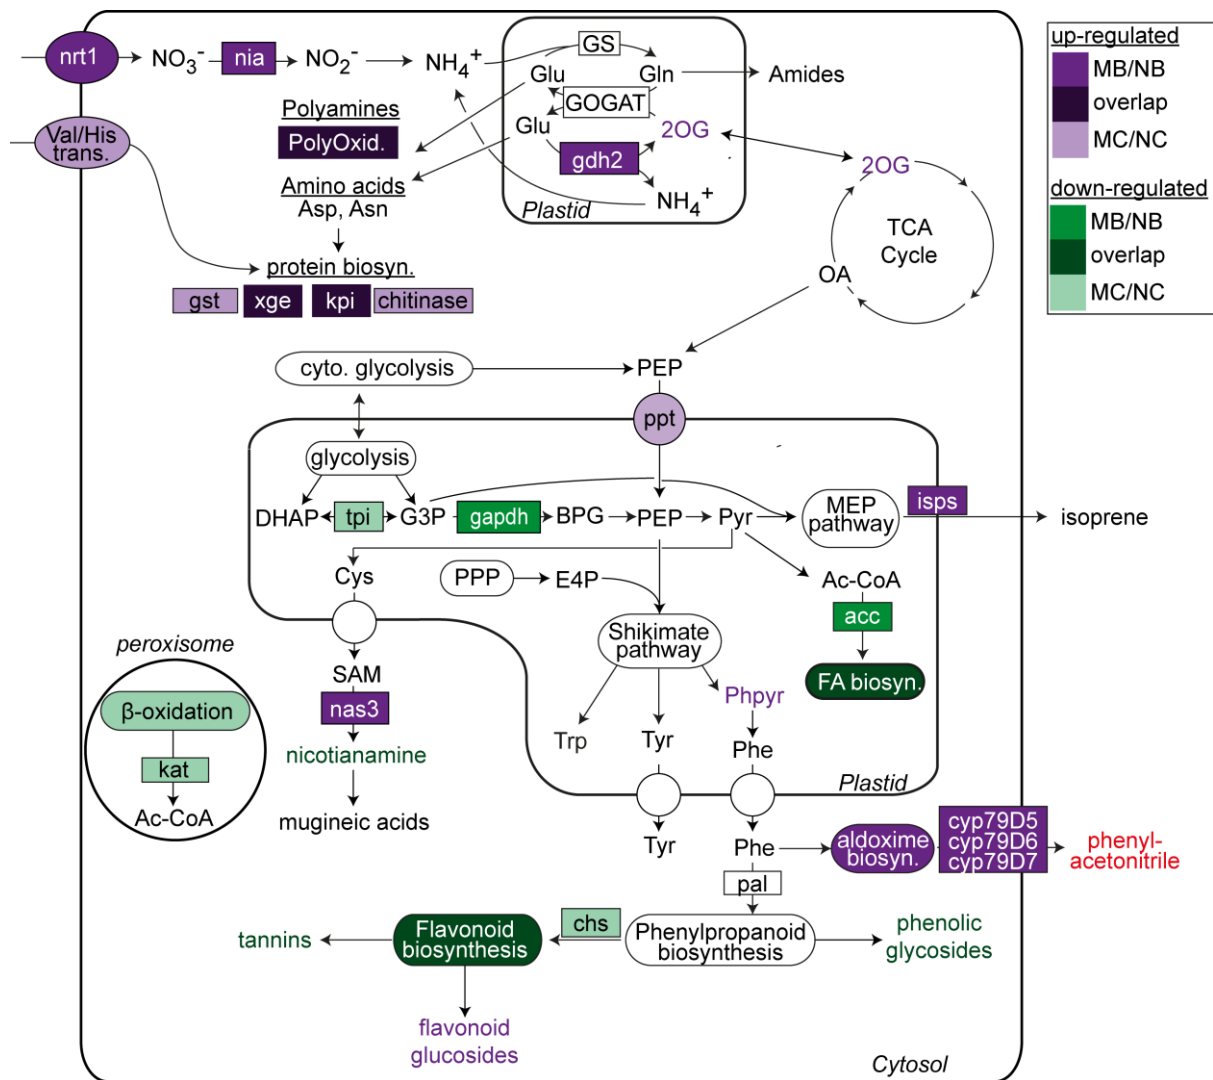 nrt1
NO3-
nia
NO2-
NH4+
GS
Glu
Gln
Amides
GOGAT
Glu
2OG
gdh2
NH4+
Plastid
Val/His
trans.
Polyamines
PolyOxid.
Amino acids
Asp, Asn
protein biosyn.
gst
xge
kpi
chitinase
2OG
TCA
Cycle
OA
up-regulated
MB/NB
overlap
MC/NC
down-regulated
MB/NB
overlap
MC/NC
cyto. glycolysis
PEP
ppt
glycolysis
DHAP
tpi
G3P
gapdh
BPG
PEP
Pyr
MEP
pathway
isps
isoprene
Cys
PPP
E4P
Ac-CoA
acc
FA biosyn.
Shikimate
pathway
Phpyr
Trp
Tyr
Phe
Plastid
peroxisome
β-oxidation
kat
Ac-CoA
SAM
nas3
nicotianamine
mugineic acids
Tyr
Phe
aldoxime
biosyn.
cyp79D5
cyp79D6
cyp79D7
phenyl-
acetonitrile
pal
tannins
Flavonoid
biosynthesis
chs
Phenylpropanoid
biosynthesis
phenolic
glycosides
flavonoid
glucosides
Cytosol